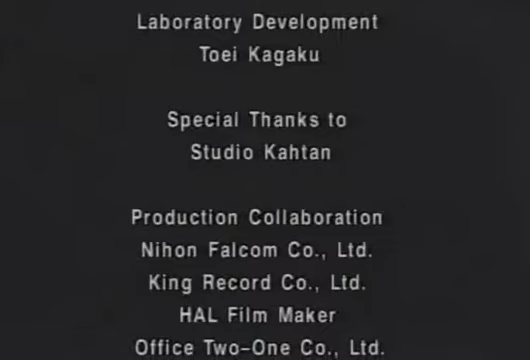 Laboratory Development
Toei Kagaku
Special Thanks to
Studio Kahtan
Production Collaboration
Nihon Falcom Co., Ltd.
King Record Co., Ltd.
HAL Film Maker
Office Two-One Co., Ltd.